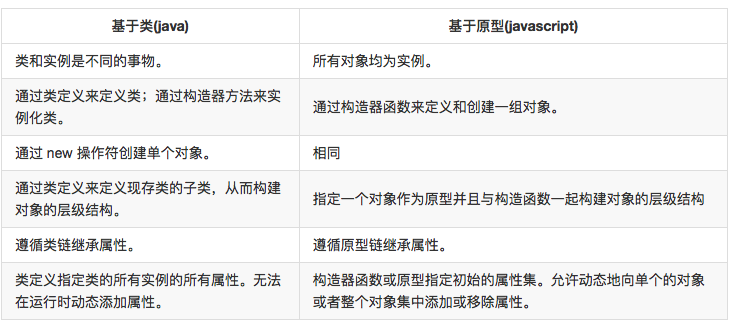 基于类(java)
基于原型(javascript)
类和实例是不同的事物。
所有对象均为实例。
通过类定义来定义类；通过构造器方法来实
例化类。
通过构造器函数来定义和创建一组对象。
通过 new 操作符创建单个对象。
相同
通过类定义来定义现存类的子类，从而构建
对象的层级结构。
指定一个对象作为原型并且与构造函数一起构建对象的层级结构
遵循类链继承属性。
遵循原型链继承属性。
类定义指定类的所有实例的所有属性。无法
在运行时动态添加属性。
构造器函数或原型指定初始的属性集。允许动态地向单个的对象
或者整个对象集中添加或移除属性。